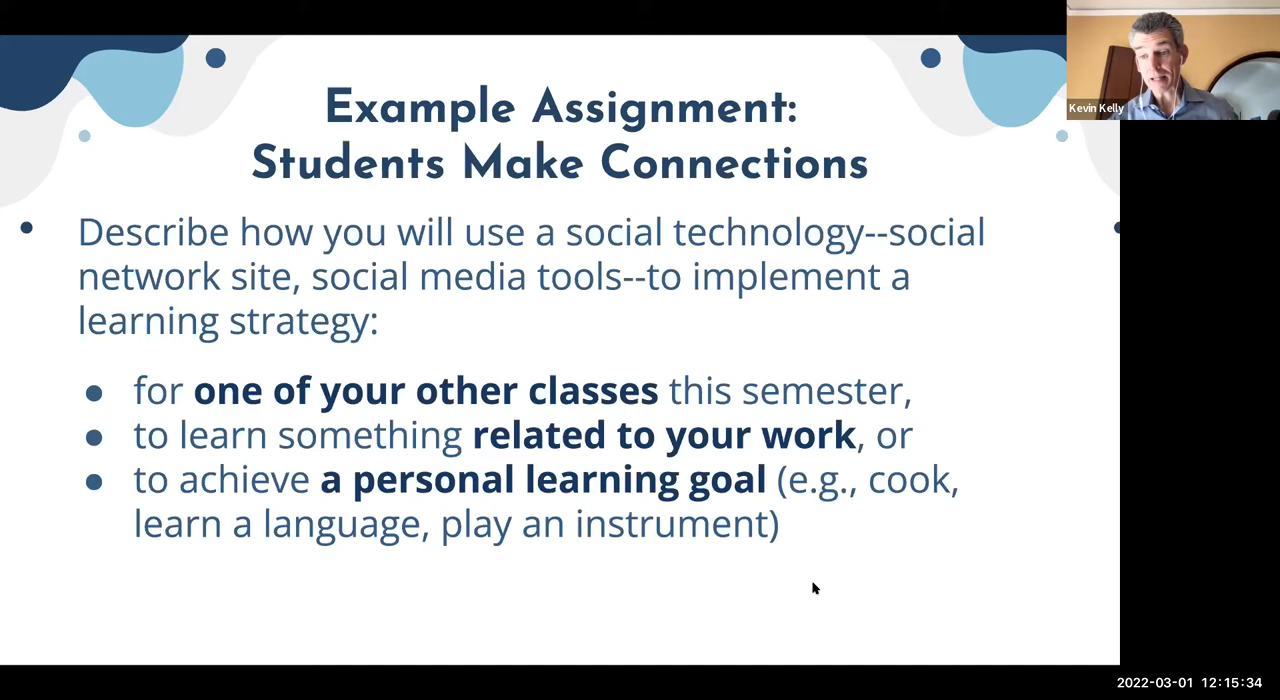 Example Assignment:
Students Make Connections
Kevin Kelly
• Describe how you will use a social technology--social
network site, social media tools--to implement a
learning strategy:
● for one of your other classes this semester,
● to learn something related to your work, or
● to achieve a personal learning goal (e.g., cook,
learn a language, play an instrument)
2022-03-01 12:15:34